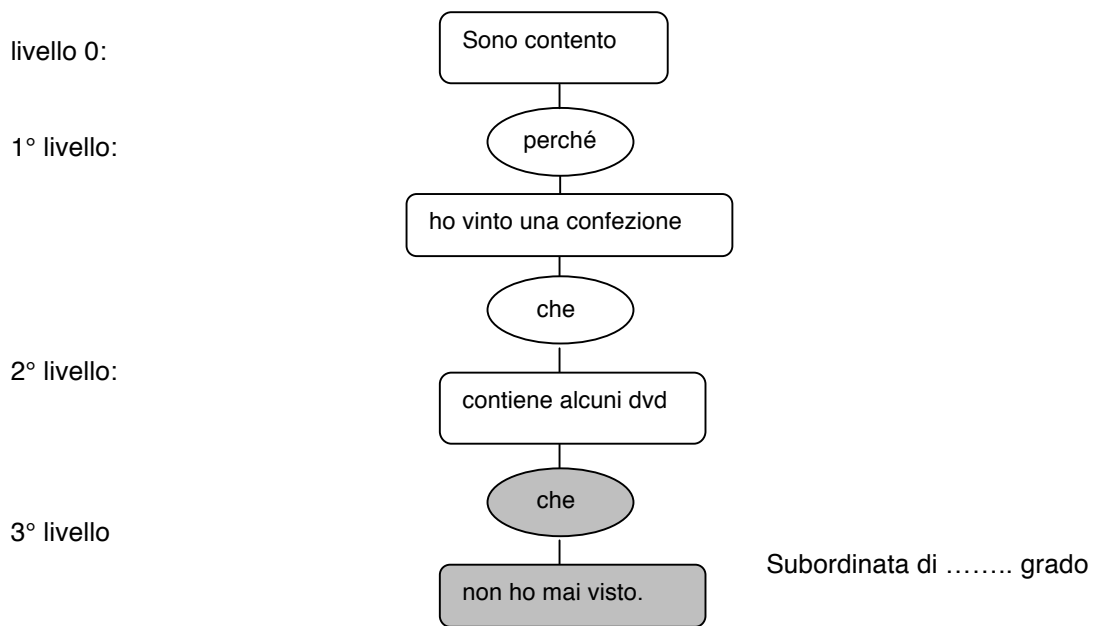 livello 0:
Sono contento
1° livello:
perché
ho vinto una confezione
che
2° livello:
contiene alcuni dvd
che
3° livello
non ho mai visto.
Subordinata di …….. grado